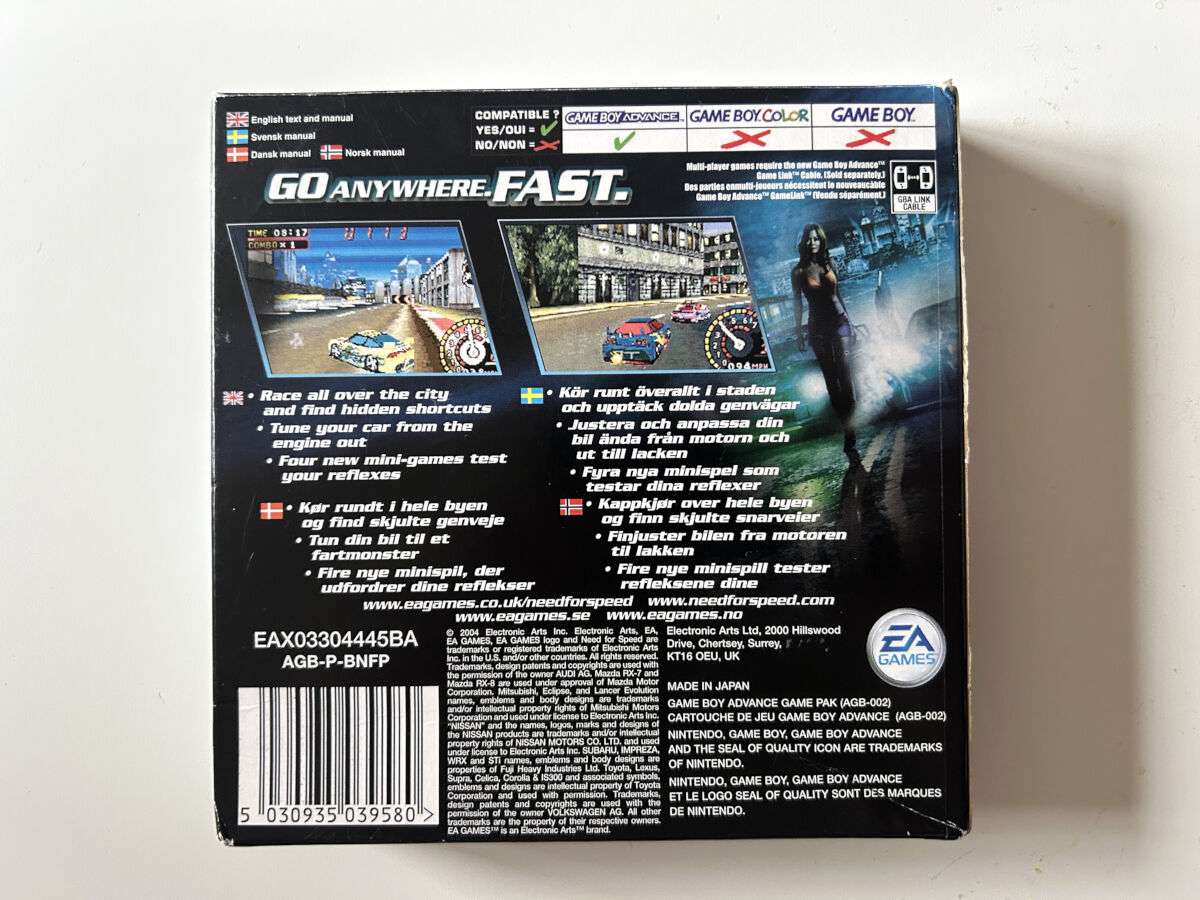 English text and manual
Svensk manual
Dansk manual Norsk manual
COMPATIBLE ?
YES/OUI =
NO/NON =
GAME BOY ADVANCE™ GAME BOY COLOR GAME BOY
GO ANYWHERE. FAST.
Multi-player games require the new Game Boy Advance™
Game Link™ Cable. (Sold separately.)
Des parties enmulti-joueurs nécessitent le nouveaucâble
Game Boy Advance™ GameLink™ (Vendu séparément.)
GBA LINK
CABLE
TIME 08:17
COMBO × 1
094 MPH
• Race all over the city
and find hidden shortcuts
• Tune your car from the
engine out
• Four new mini-games test
your reflexes
• Kör runt överallt i staden
och upptäck dolda genvägar
• Justera och anpassa din
bil ända från motorn och
ut till lacken
• Fyra nya minispel som
testar dina reflexer
• Kør rundt i hele byen
og find skjulte genveje
• Tun din bil til et
fartmonster
• Fire nye minispil, der
udfordrer dine reflekser
• Kappkjør over hele byen
og finn skjulte snarveier
• Finjuster bilen fra motoren
til lakken
• Fire nye minispill tester
refleksene dine
www.eagames.co.uk/needforspeed www.needforspeed.com
www.eagames.se www.eagames.no
EAX03304445BA
AGB-P-BNFP
5 030935 039580 >
© 2004 Electronic Arts Inc. Electronic Arts, EA,
EA GAMES, EA GAMES logo and Need for Speed are
trademarks or registered trademarks of Electronic Arts
Inc. in the U.S. and/or other countries. All rights reserved.
Trademarks, design patents and copyrights are used with
the permission of the owner AUDI AG. Mazda RX-7 and
Mazda RX-8 are used under approval of Mazda Motor
Corporation. Mitsubishi, Eclipse, and Lancer Evolution
names, emblems and body designs are trademarks
and/or intellectual property rights of Mitsubishi Motors
Corporation and used under license to Electronic Arts Inc.
"NISSAN" and the names, logos, marks and designs of
the NISSAN products are trademarks and/or intellectual
property rights of NISSAN MOTORS CO. LTD. and used
under license to Electronic Arts Inc. SUBARU, IMPREZA,
WRX and STi names, emblems and body designs are
properties of Fuji Heavy Industries Ltd. Toyota, Lexus,
Supra, Celica, Corolla & IS300 and associated symbols,
emblems and designs are intellectual property of Toyota
Corporation and used with permission. Trademarks,
design patents and copyrights are used with the
permission of the owner VOLKSWAGEN AG. All other
trademarks are the property of their respective owners.
EA GAMES™ is an Electronic Arts™ brand.
Electronic Arts Ltd, 2000 Hillswood
Drive, Chertsey, Surrey,
KT16 OEU, UK
EA
GAMES™
MADE IN JAPAN
GAME BOY ADVANCE GAME PAK (AGB-002)
CARTOUCHE DE JEU GAME BOY ADVANCE (AGB-002)
NINTENDO, GAME BOY, GAME BOY ADVANCE
AND THE SEAL OF QUALITY ICON ARE TRADEMARKS
OF NINTENDO.
NINTENDO, GAME BOY, GAME BOY ADVANCE
ET LE LOGO SEAL OF QUALITY SONT DES MARQUES
DE NINTENDO.